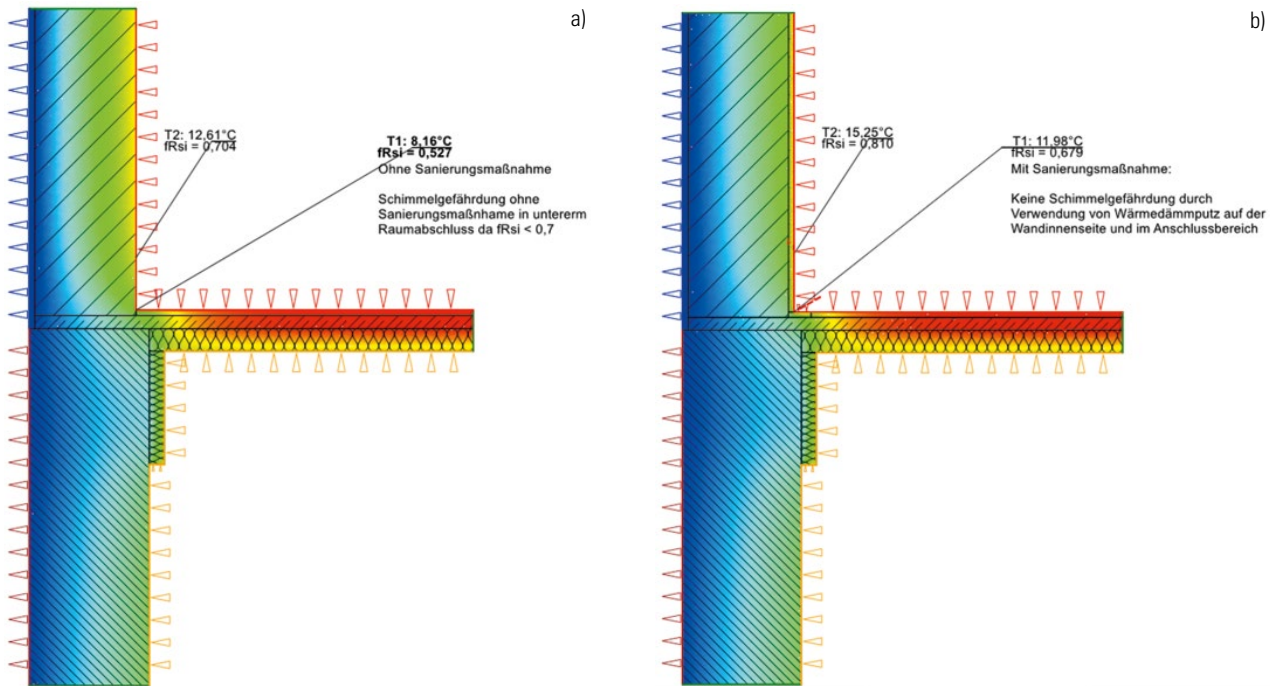 a)
T2: 12,61°C
fRsi = 0,704
T1: 8,16°C
fRsi = 0,527
Ohne Sanierungsmaßnahme
Schimmelgefährdung ohne
Sanierungsmaßnhame in untererm
Raumabschluss da fRsi < 0,7
b)
T2: 15,25°C
fRsi = 0,810
T1: 11,98°C
fRsi = 0,679
Mit Sanierungsmaßnahme:
Keine Schimmelgefährdung durch
Verwendung von Wärmedämmputz auf der
Wandinnenseite und im Anschlussbereich